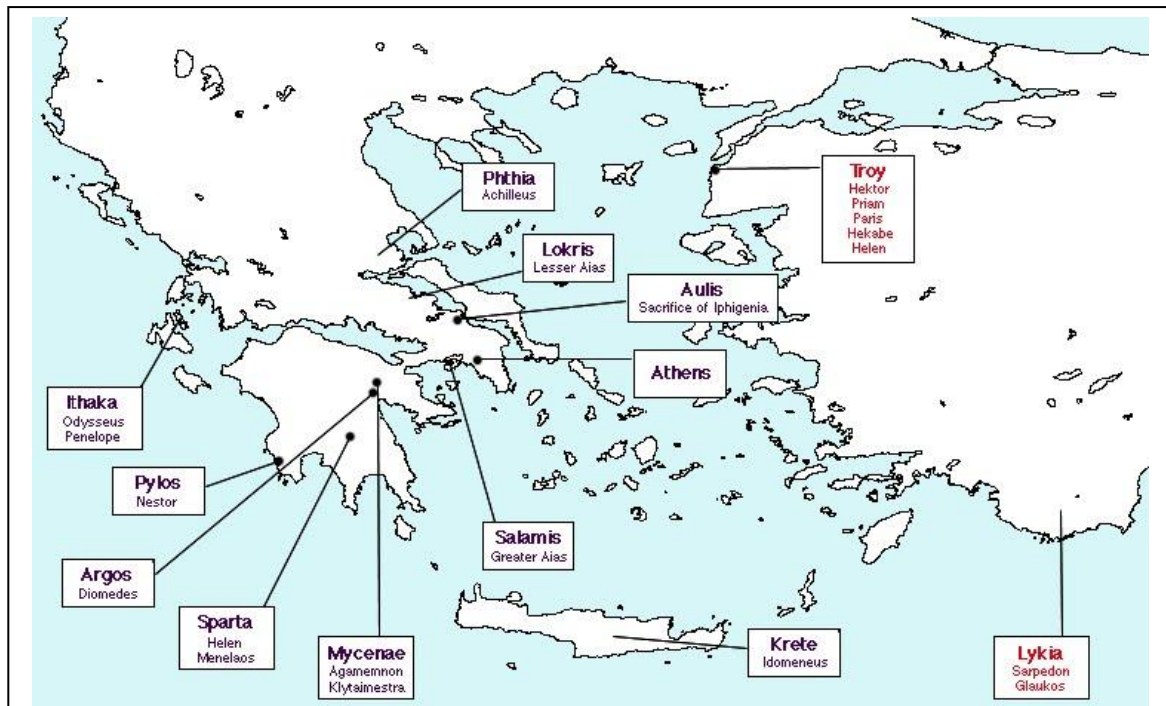 Phthia
Achilleus
Troy
Hektor
Priam
Paris
Hekabe
Helen
Lokris
Lesser Aias
Aulis
Sacrifice of Iphigenia
Athens
Ithaka
Odysseus
Penelope
Pylos
Nestor
Salamis
Greater Aias
Argos
Diomedes
Sparta
Helen
Menelaos
Mycenae
Agamemnon
Klytaimestra
Krete
Idomeneus
Lykia
Sarpedon
Glaukos